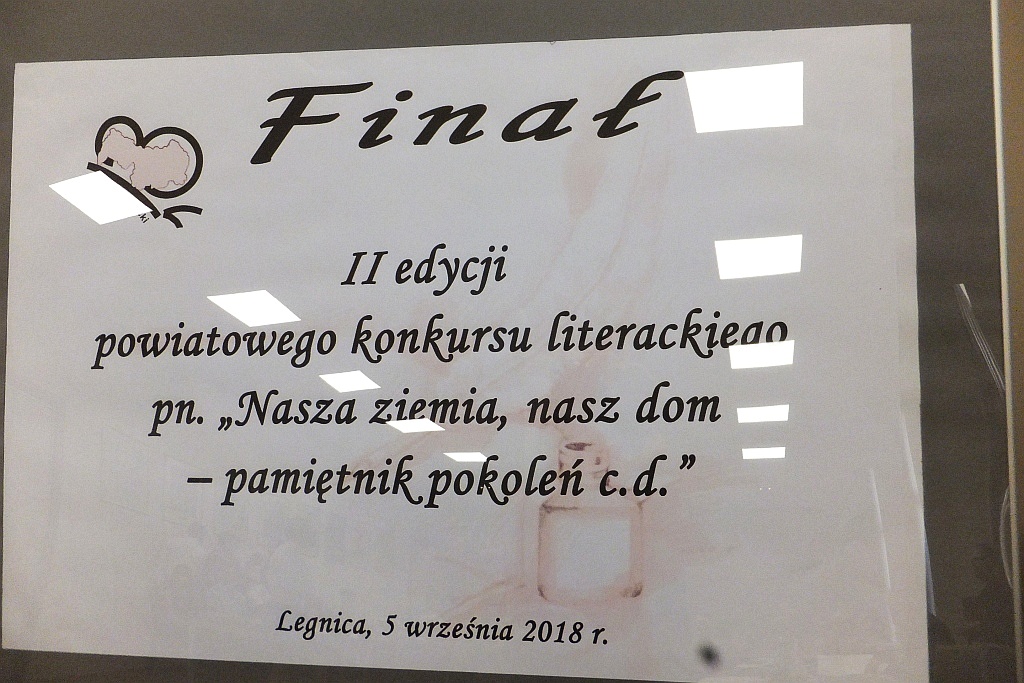 Finał
II edycji
powiatowego konkursu literackiego
pn. „Nasza ziemia, nasz dom
– pamiętnik pokoleń c.d.”
Legnica, 5 września 2018 r.